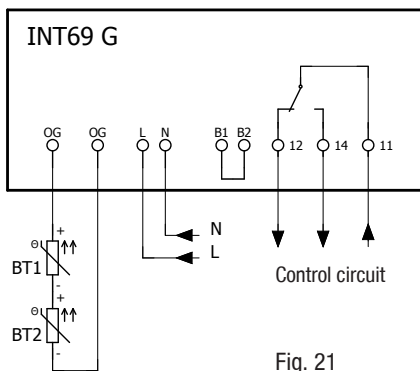 INT69 G
OG OG L N B1 B2 12 14 11
+
Θ
BT1
-
+
Θ
BT2
-
N
L
Control circuit
Fig. 21